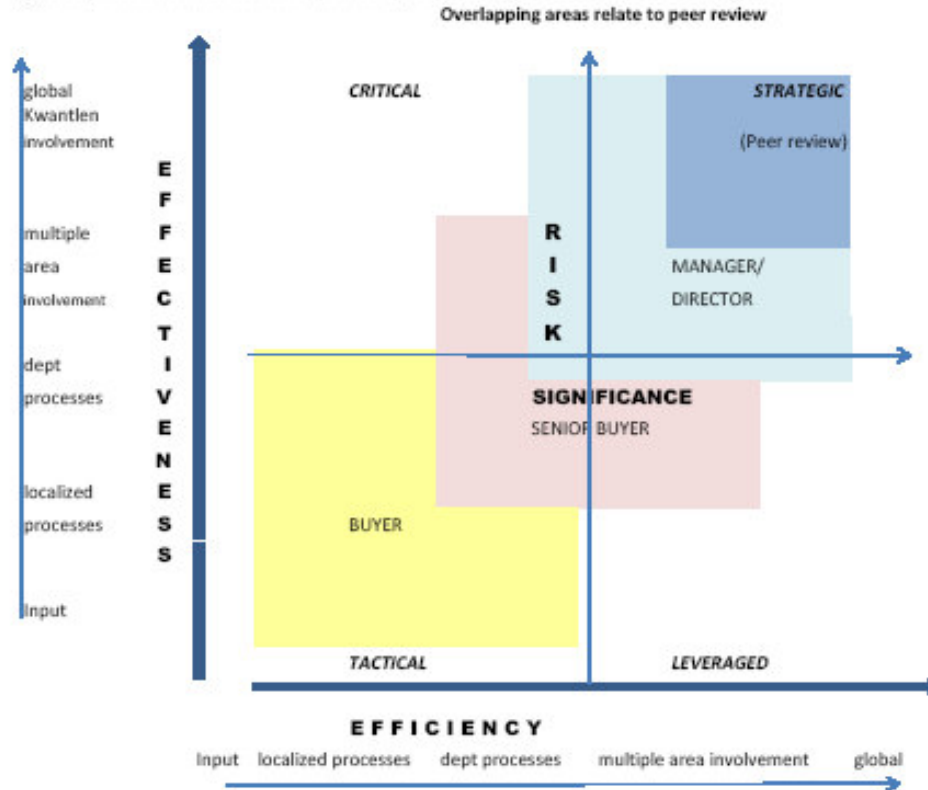 Overlapping areas relate to peer review
global
Kwantlen
involvement
multiple
area
involvement
dept
processes
localized
processes
Input
EFFECTIVENESS
CRITICAL
STRATEGIC
(Peer review)
RISK
MANAGER/
DIRECTOR
SIGNIFICANCE
SENIOR BUYER
BUYER
TACTICAL
LEVERAGED
EFFICIENCY
Input localized processes dept processes multiple area involvement global